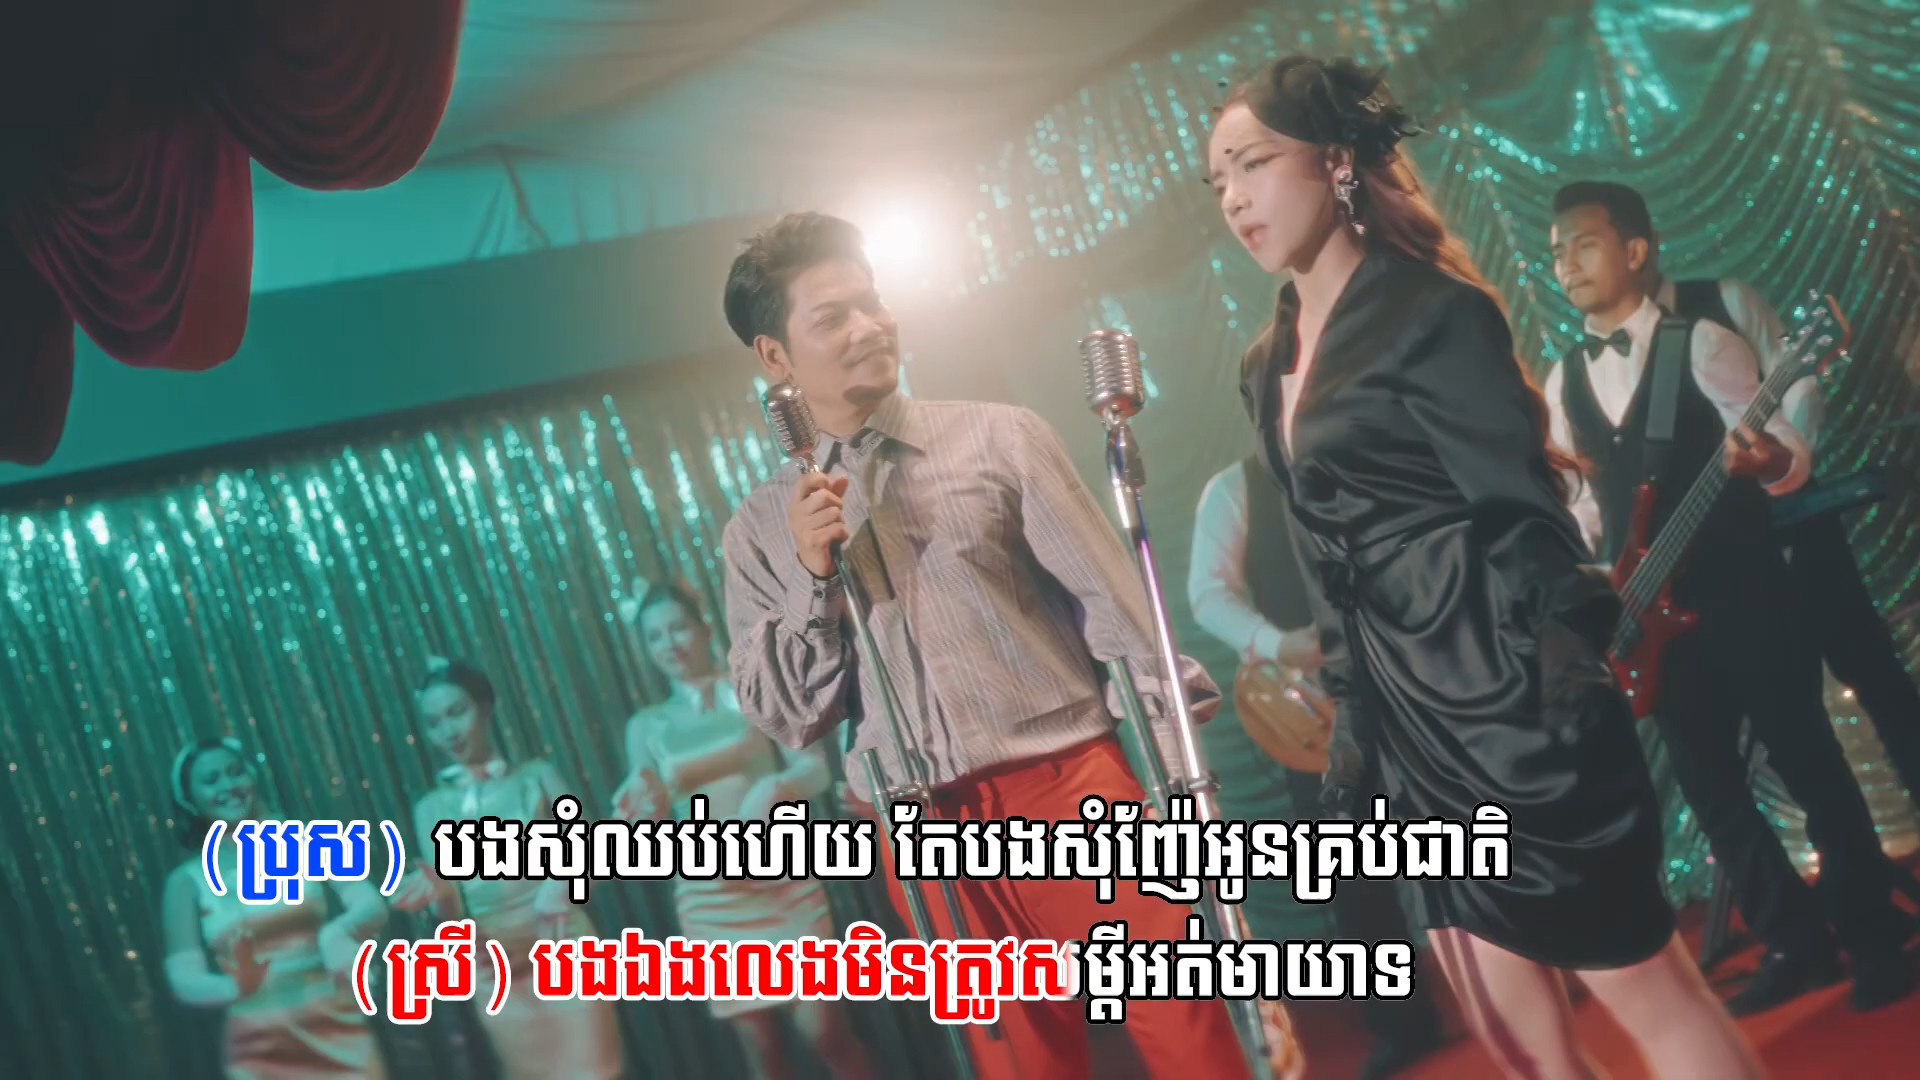 (ប្រុស) បងសុំឈប់ហើយ តែបងសុំញ៉ែអូនគ្រប់ជាតិ
(ស្រី) បងឯងលេងមិនត្រូវសម្ដីអត់មាយាទ